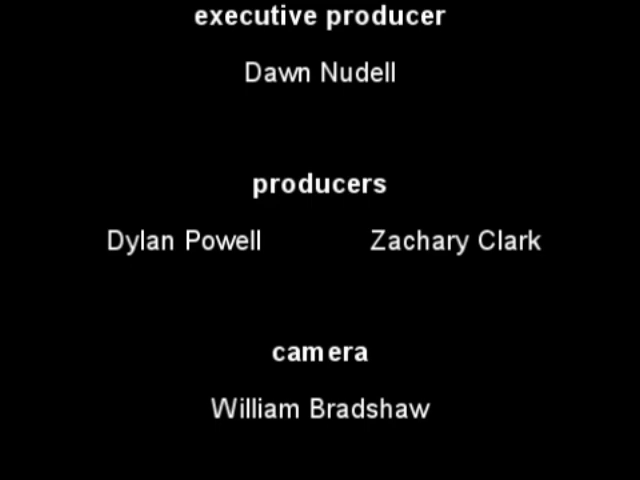 executive producer
Dawn Nudell
producers
Dylan Powell Zachary Clark
camera
William Bradshaw